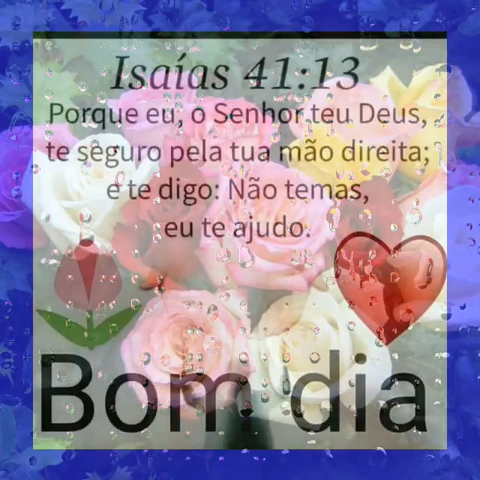 Isaías 41:13
Porque eu, o Senhor teu Deus,
te seguro pela tua mão direita;
e te digo: Não temas,
eu te ajudo.
Bom dia